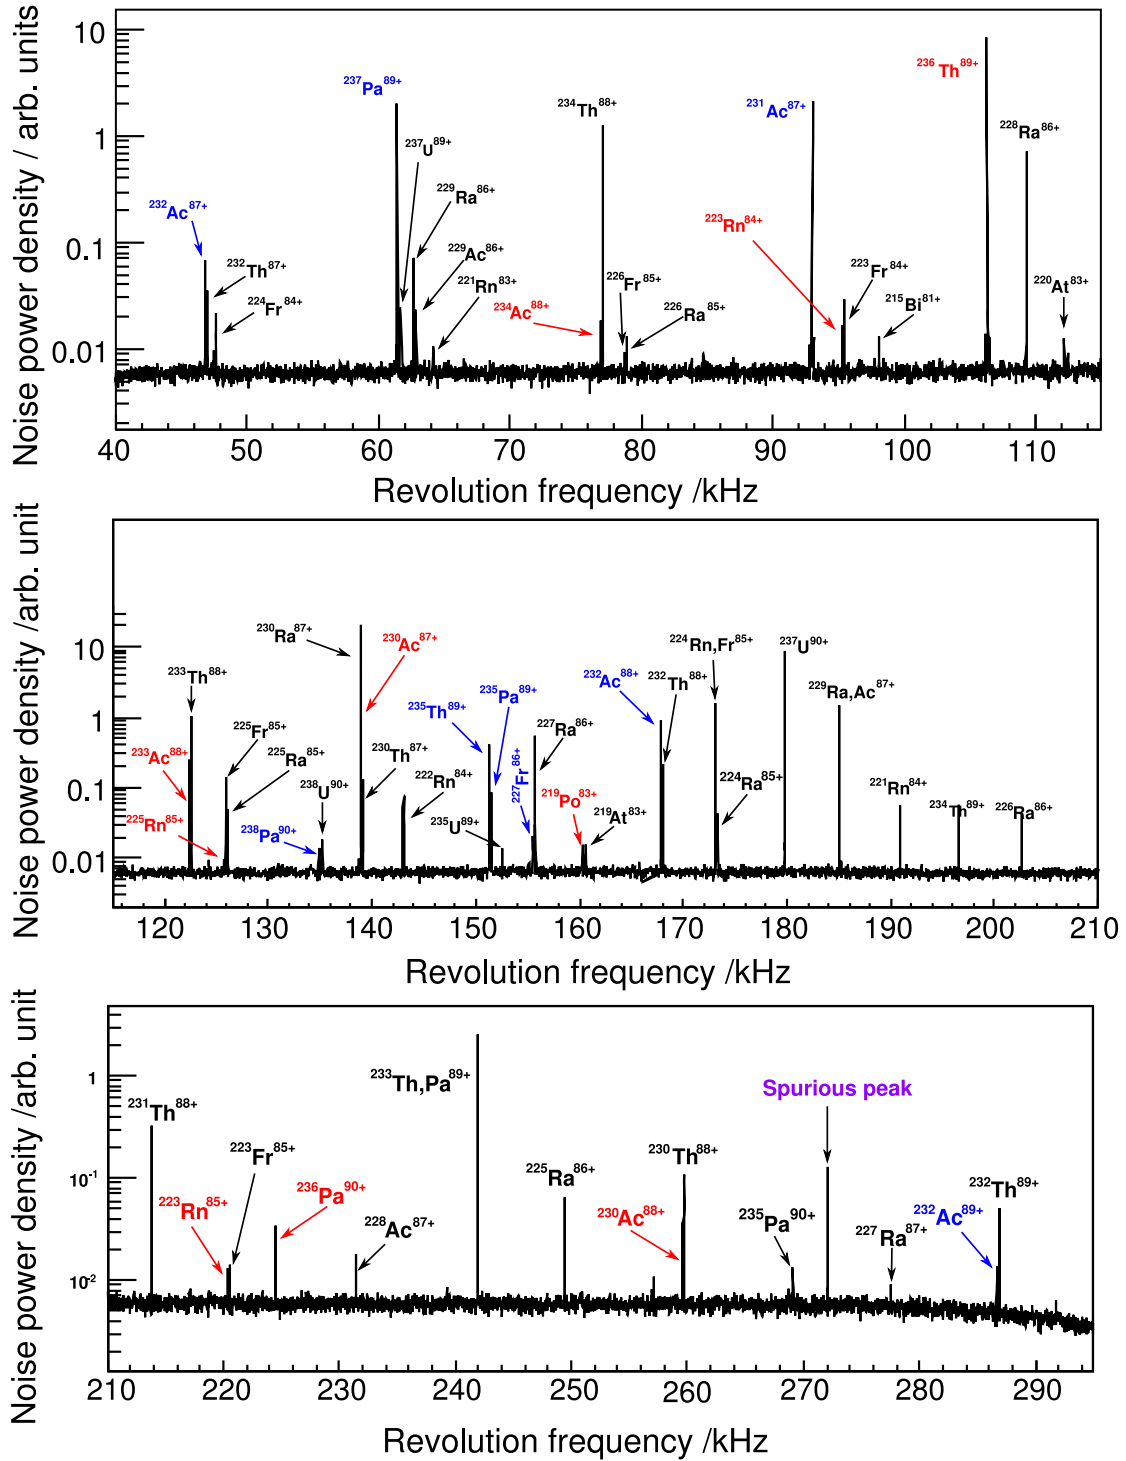 Noise power density / arb. units
10
1
0.1
0.01
²³⁷Pa⁸⁹⁺
²³⁶Th⁸⁹⁺
²³⁴Th⁸⁸⁺
²³¹Ac⁸⁷⁺
²³⁷U⁸⁹⁺
²²⁸Ra⁸⁶⁺
²²⁹Ra⁸⁶⁺
²³²Ac⁸⁷⁺
²²³Rn⁸⁴⁺
²²⁹Ac⁸⁶⁺
²³²Th⁸⁷⁺
²²¹Rn⁸³⁺
²²⁶Fr⁸⁵⁺
²²³Fr⁸⁴⁺
²²⁰At⁸³⁺
²²⁴Fr⁸⁴⁺
²³⁴Ac⁸⁸⁺
²²⁶Ra⁸⁵⁺
²¹⁵Bi⁸¹⁺
40 50 60 70 80 90 100 110
Revolution frequency /kHz
Noise power density /arb. unit
10
1
0.1
0.01
²³⁰Ra⁸⁷⁺
²³⁰Ac⁸⁷⁺
²²⁴Rn,Fr⁸⁵⁺
²³⁷U⁹⁰⁺
²³³Th⁸⁸⁺
²³²Ac⁸⁸⁺
²³²Th⁸⁸⁺
²³⁵Pa⁸⁹⁺
²²⁹Ra,Ac⁸⁷⁺
²³⁵Th⁸⁹⁺
²²⁵Fr⁸⁵⁺
²²⁷Ra⁸⁶⁺
²³³Ac⁸⁸⁺
²²⁵Ra⁸⁵⁺
²³⁰Th⁸⁷⁺
²²⁷Fr⁸⁶⁺
²²²Rn⁸⁴⁺
²³⁸U⁹⁰⁺
²¹⁹Po⁸³⁺
²²⁴Ra⁸⁵⁺
²²⁵Rn⁸⁵⁺
²³⁸Pa⁹⁰⁺
²³⁵U⁸⁹⁺
²¹⁹At⁸³⁺
²²¹Rn⁸⁴⁺
²³⁴Th⁸⁹⁺
²²⁶Ra⁸⁶⁺
120 130 140 150 160 170 180 190 200 210
Revolution frequency /kHz
Noise power density /arb. unit
1
10⁻¹
10⁻²
²³³Th,Pa⁸⁹⁺
Spurious peak
²³¹Th⁸⁸⁺
²²³Fr⁸⁵⁺
²³⁰Th⁸⁸⁺
²²⁵Ra⁸⁶⁺
²³⁶Pa⁹⁰⁺
²³²Th⁸⁹⁺
²²³Rn⁸⁵⁺
²³⁰Ac⁸⁸⁺
²³⁵Pa⁹⁰⁺
²³²Ac⁸⁹⁺
²²⁸Ac⁸⁷⁺
²²⁷Ra⁸⁷⁺
210 220 230 240 250 260 270 280 290
Revolution frequency /kHz